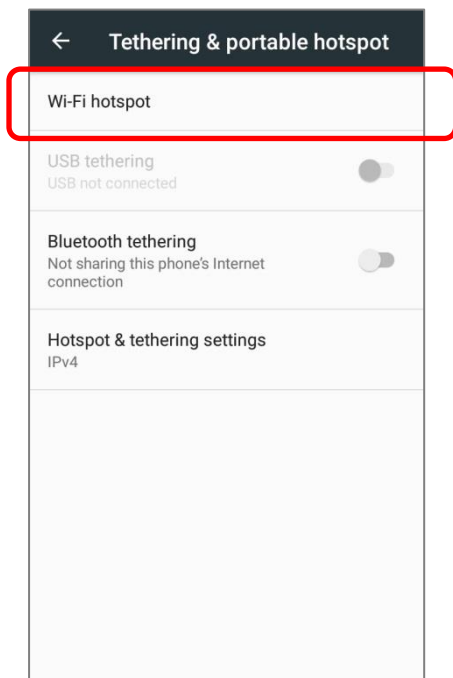 Tethering & portable hotspot
Wi-Fi hotspot
USB tethering
USB not connected
Bluetooth tethering
Not sharing this phone's Internet
connection
Hotspot & tethering settings
IPv4